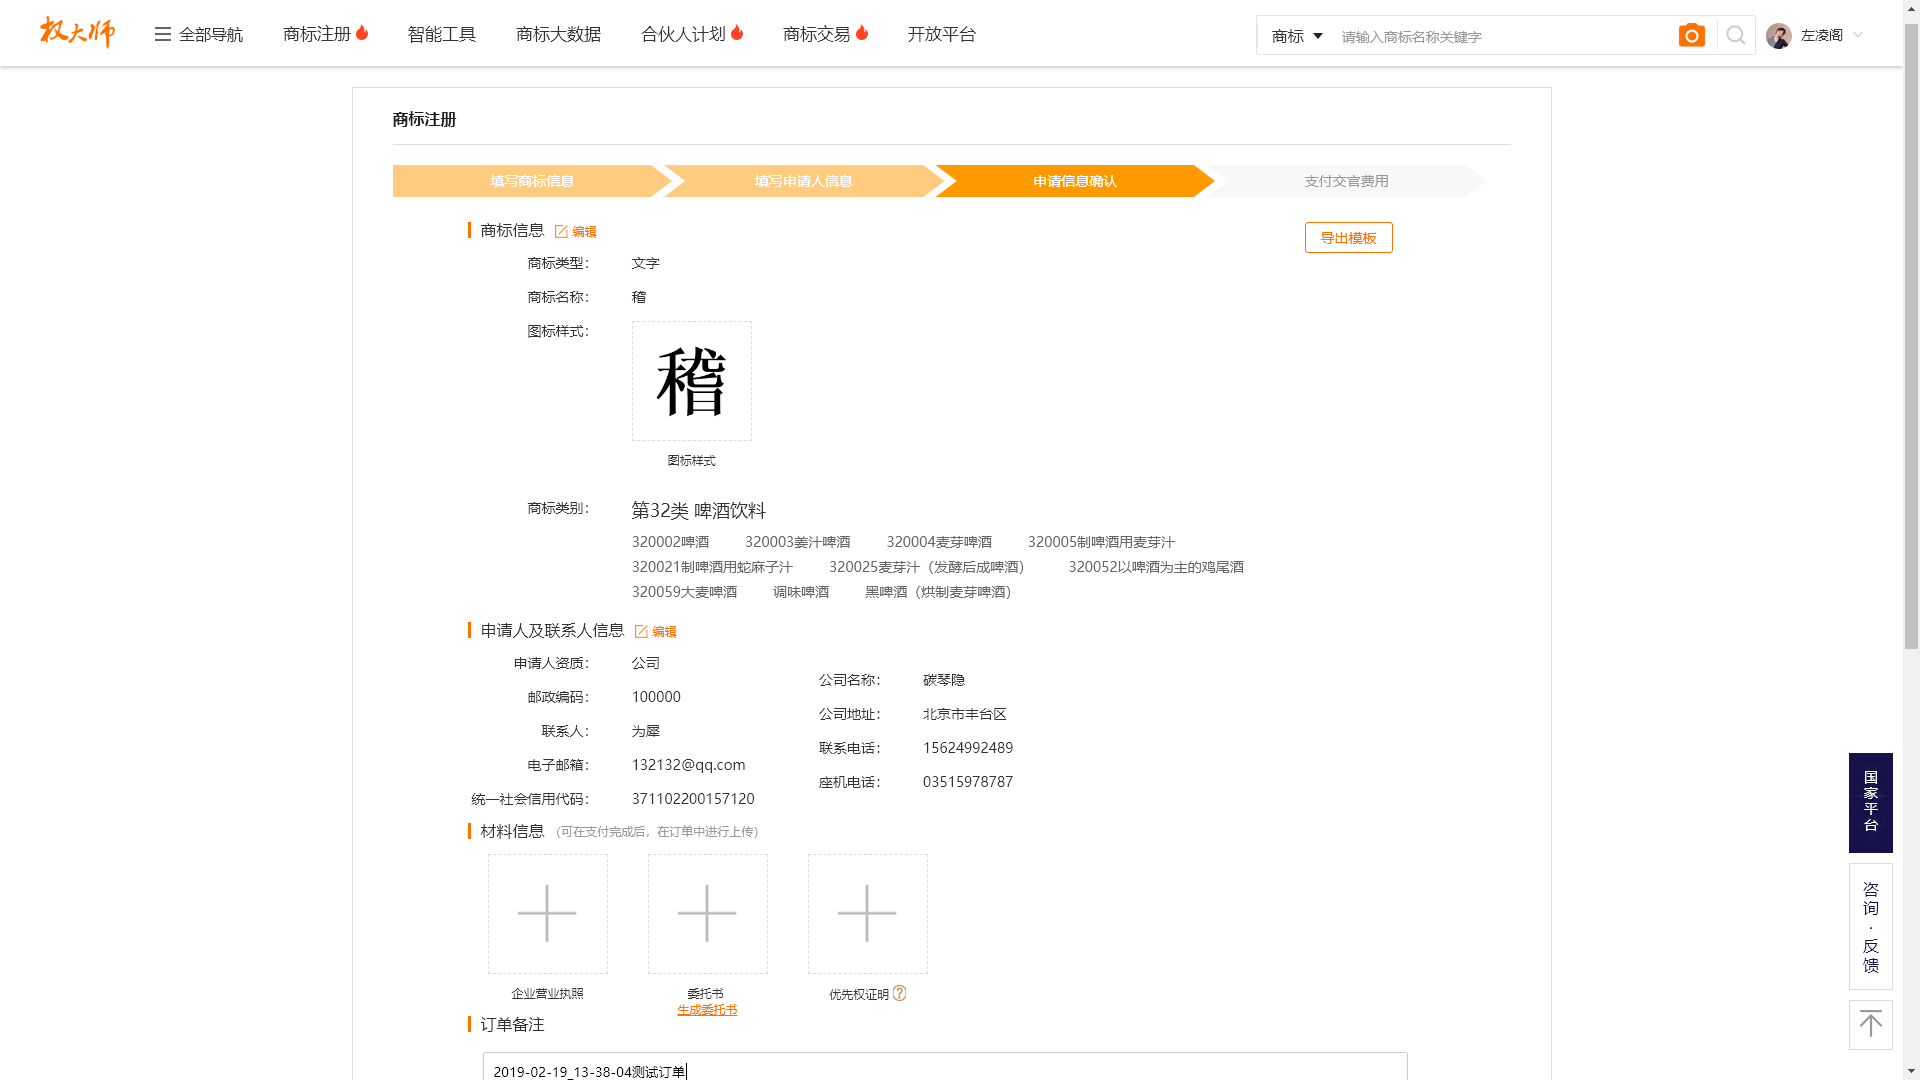 权大师 全部导航 商标注册 智能工具 商标大数据 合伙人计划 商标交易 开放平台 商标 请输入商标名称关键字 左凌阁
商标注册
填写商标信息 填写申请人信息 申请信息确认 支付交官费用
商标信息 编辑 导出模板
商标类型： 文字
商标名称： 稽
图标样式：
稽
图标样式
商标类别： 第32类 啤酒饮料
320002啤酒 320003姜汁啤酒 320004麦芽啤酒 320005制啤酒用麦芽汁
320021制啤酒用蛇麻子汁 320025麦芽汁（发酵后成啤酒） 320052以啤酒为主的鸡尾酒
320059大麦啤酒 调味啤酒 黑啤酒（烘制麦芽啤酒）
申请人及联系人信息 编辑
申请人资质： 公司
公司名称： 碳琴隐
邮政编码： 100000
公司地址： 北京市丰台区
联系人： 为犀
联系电话： 15624992489
电子邮箱： 132132@qq.com
座机电话： 03515978787
统一社会信用代码： 371102200157120
材料信息 （可在支付完成后，在订单中进行上传）
企业营业执照 委托书 优先权证明 ?
生成委托书
订单备注
2019-02-19_13-38-04测试订单
国家平台
咨询·反馈